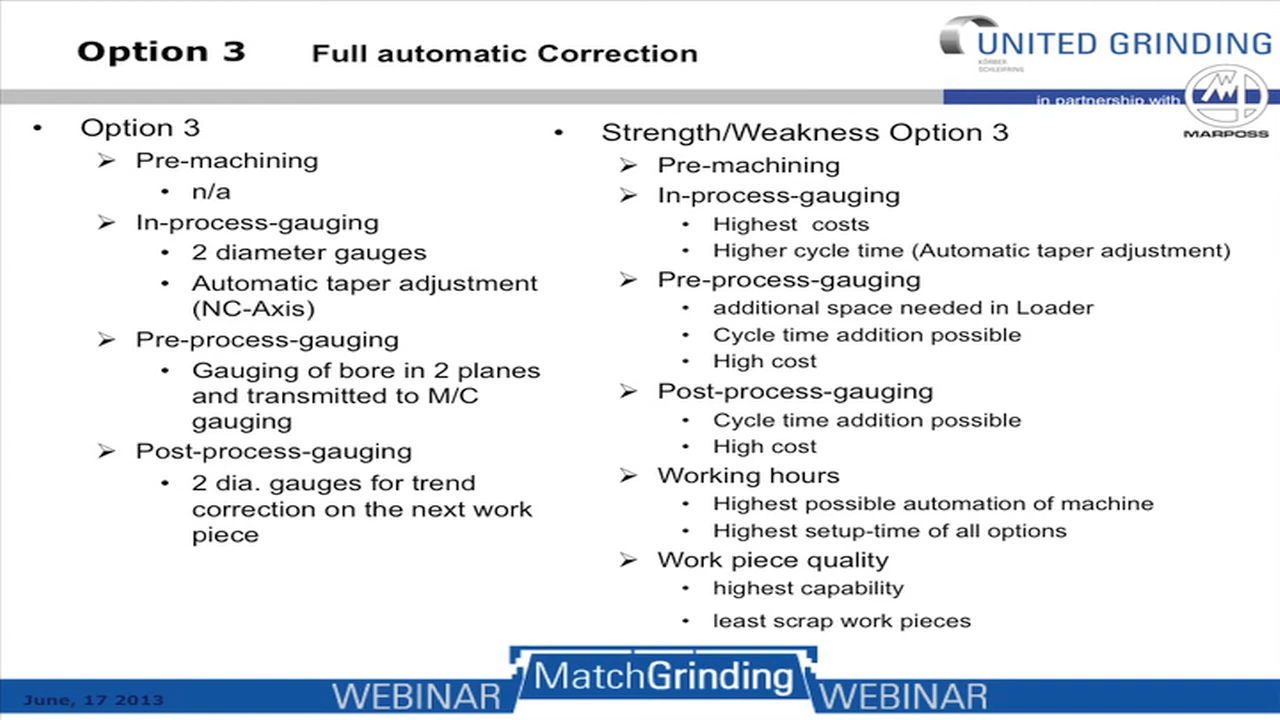 Option 3 Full automatic Correction
UNITED GRINDING
KÖRBER
SCHLEIFRING
in partnership with
MARPOSS
• Option 3
➢ Pre-machining
• n/a
➢ In-process-gauging
• 2 diameter gauges
• Automatic taper adjustment
(NC-Axis)
➢ Pre-process-gauging
• Gauging of bore in 2 planes
and transmitted to M/C
gauging
➢ Post-process-gauging
• 2 dia. gauges for trend
correction on the next work
piece
• Strength/Weakness Option 3
➢ Pre-machining
➢ In-process-gauging
• Highest costs
• Higher cycle time (Automatic taper adjustment)
➢ Pre-process-gauging
• additional space needed in Loader
• Cycle time addition possible
• High cost
➢ Post-process-gauging
• Cycle time addition possible
• High cost
➢ Working hours
• Highest possible automation of machine
• Highest setup-time of all options
➢ Work piece quality
• highest capability
• least scrap work pieces
June, 17 2013
WEBINAR MatchGrinding WEBINAR